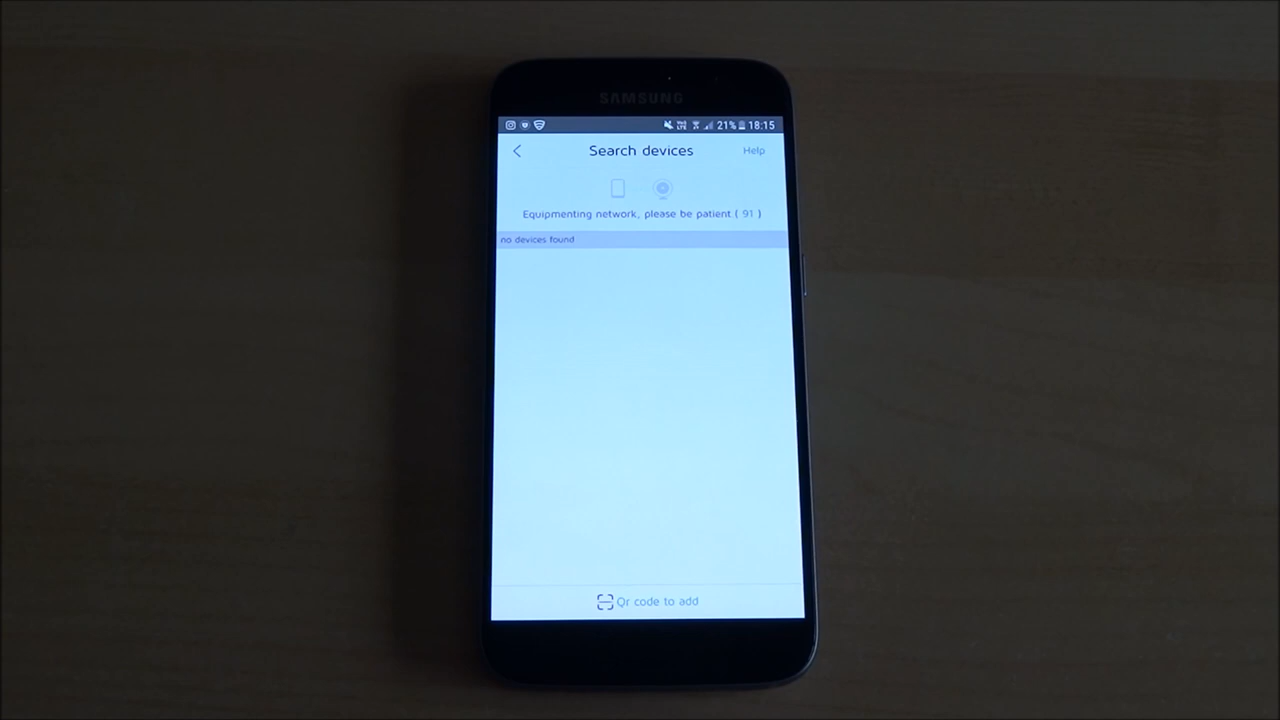 SAMSUNG
21% 18:15
Search devices
Help
Equipmenting network, please be patient ( 91 )
no devices found
Qr code to add